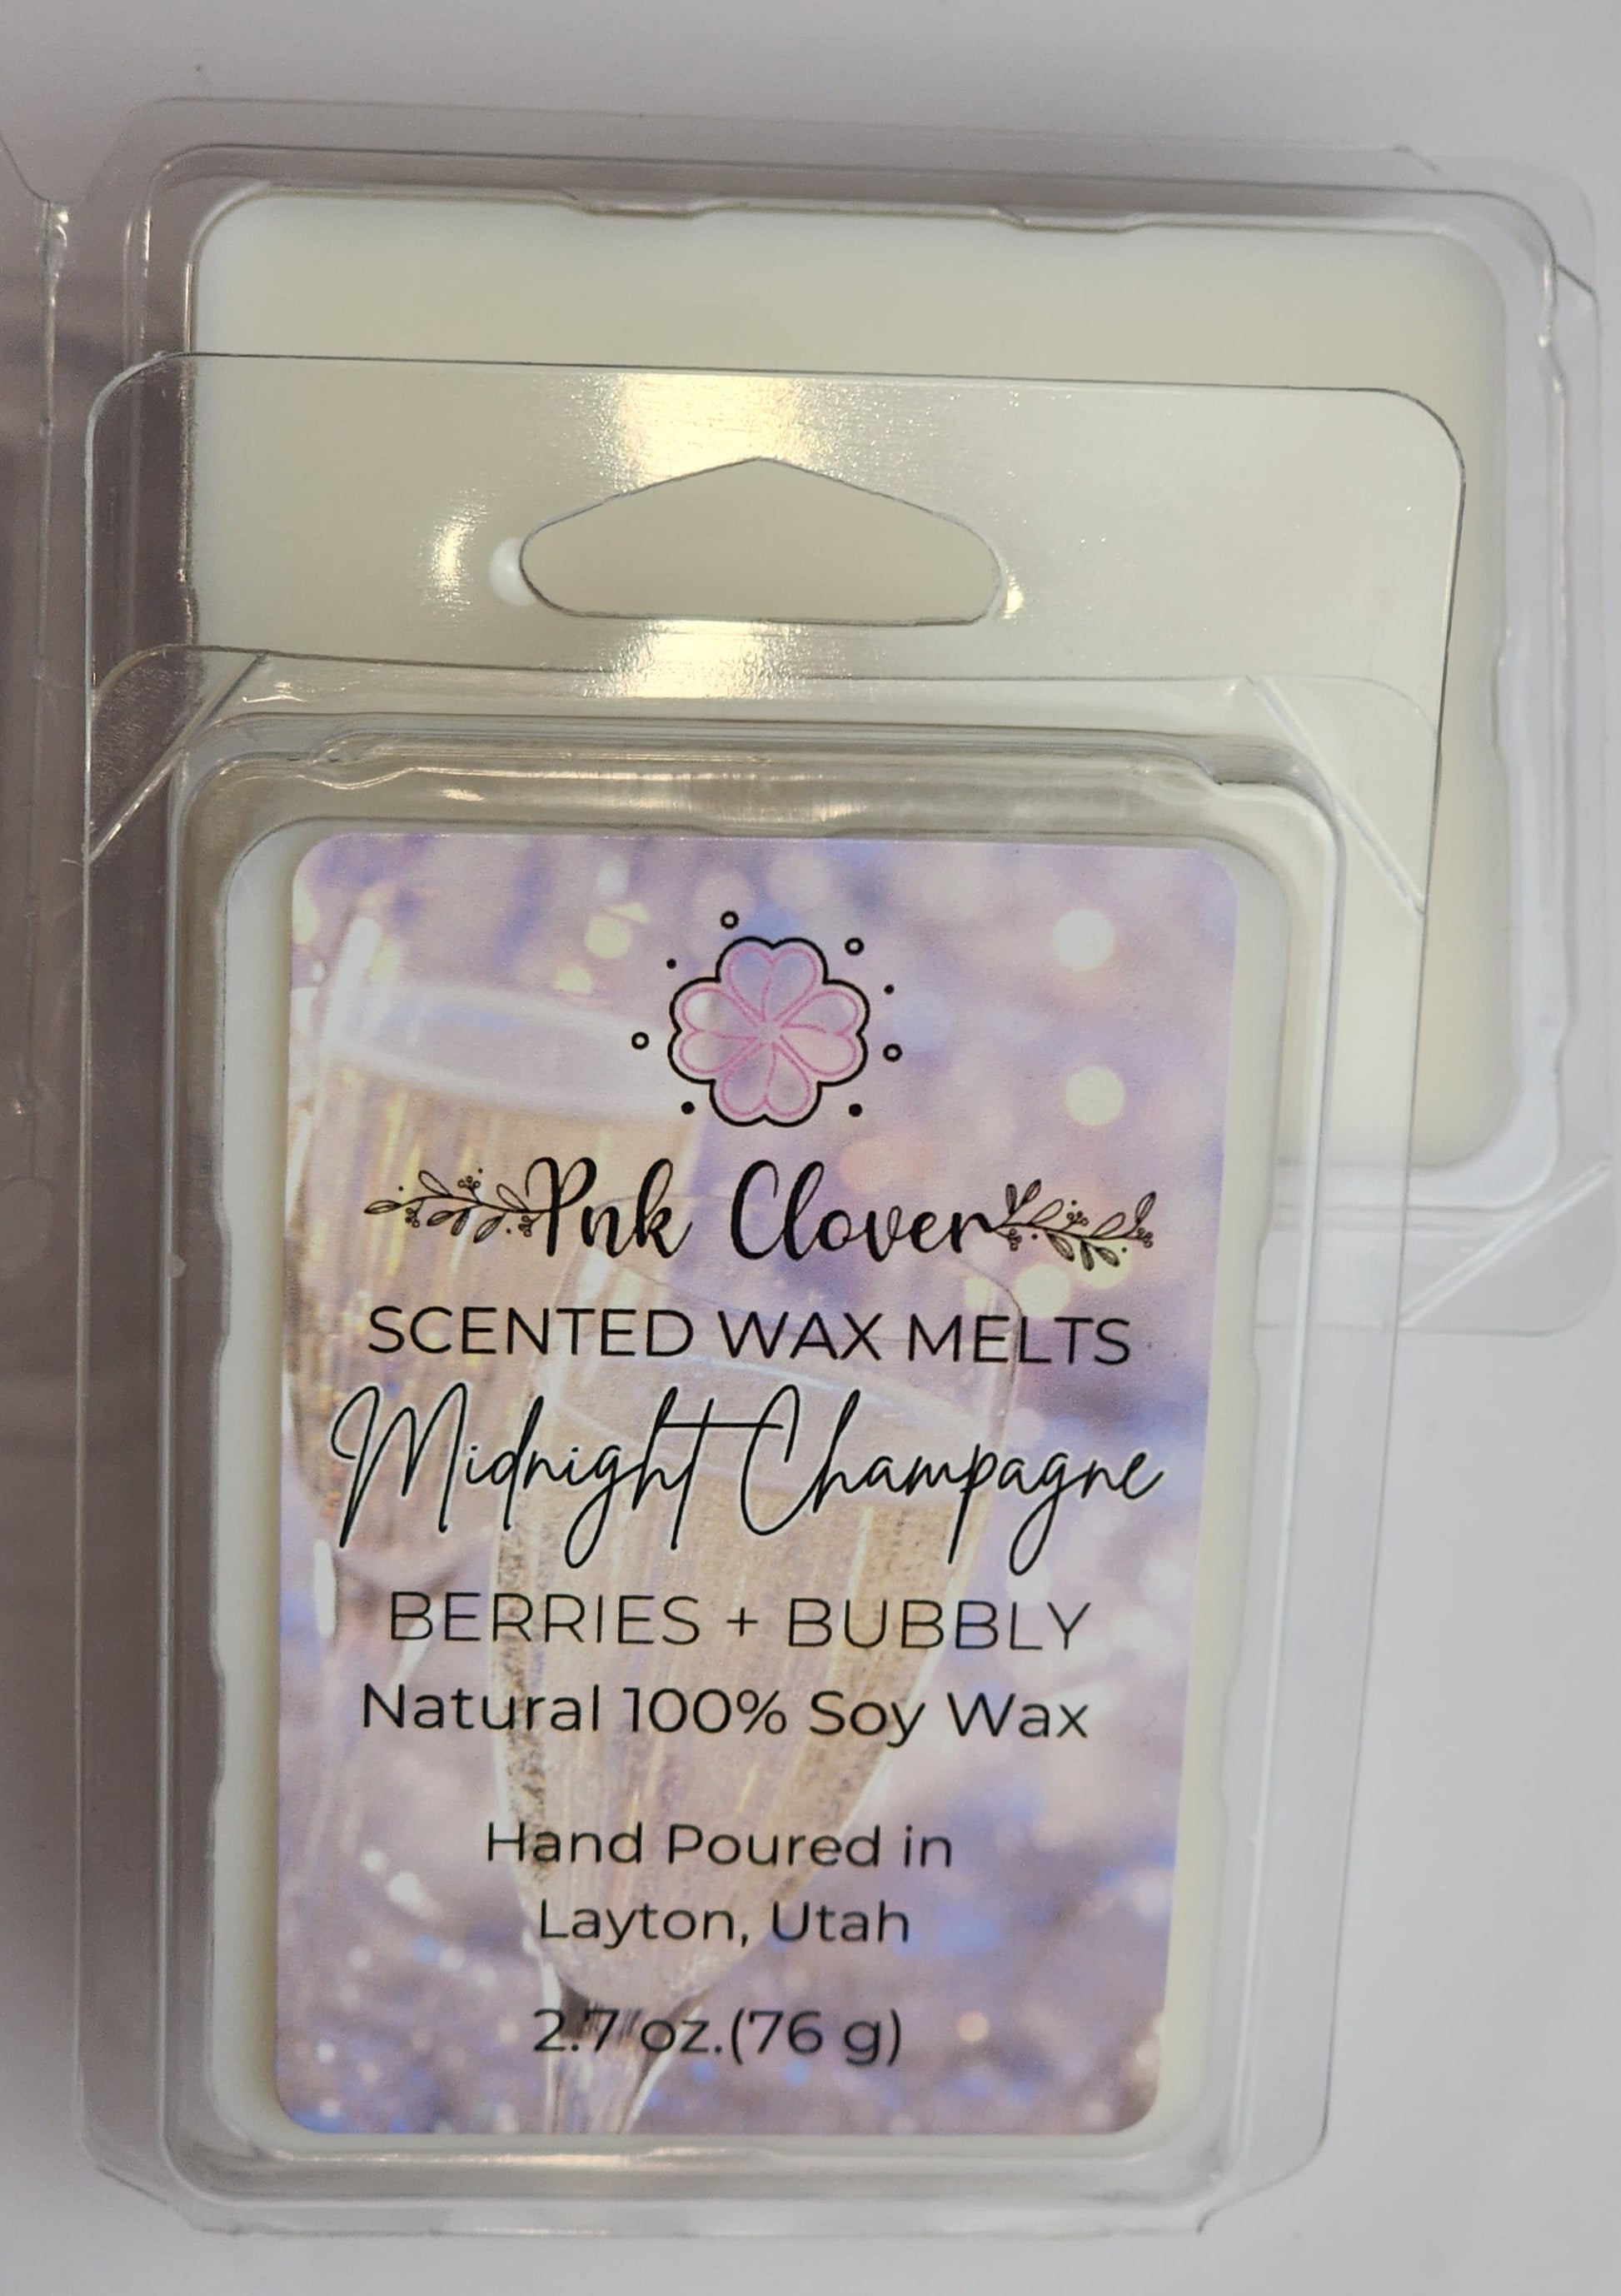 Pnk Clover
SCENTED WAX MELTS
Midnight Champagne
BERRIES + BUBBLY
Natural 100% Soy Wax
Hand Poured in
Layton, Utah
2.7 oz.(76 g)